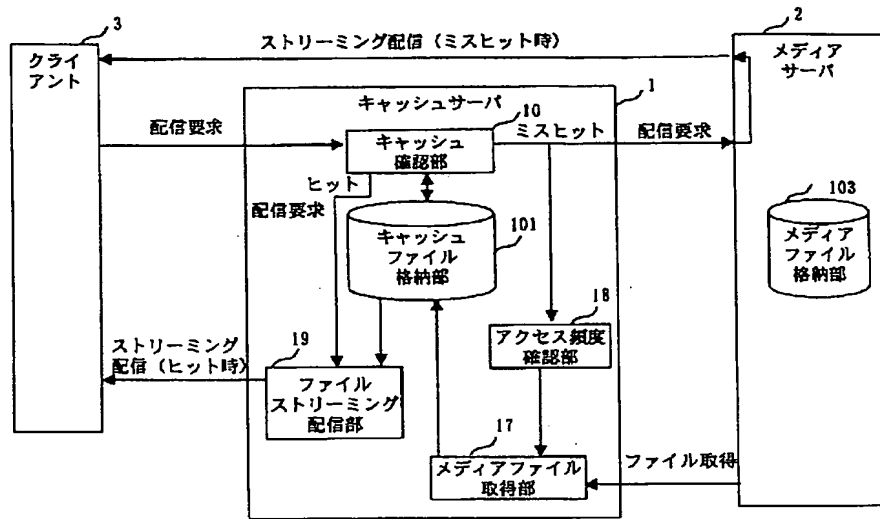 3
クライ
アント
ストリーミング配信（ミスヒット時）
2
メディア
サーバ
1
キャッシュサーバ
配信要求
10
キャッシュ
確認部
ミスヒット
配信要求
ヒット
配信要求
101
キャッシュ
ファイル
格納部
103
メディア
ファイル
格納部
18
アクセス頻度
確認部
ストリーミング
配信（ヒット時）
19
ファイル
ストリーミング
配信部
17
メディアファイル
取得部
ファイル取得